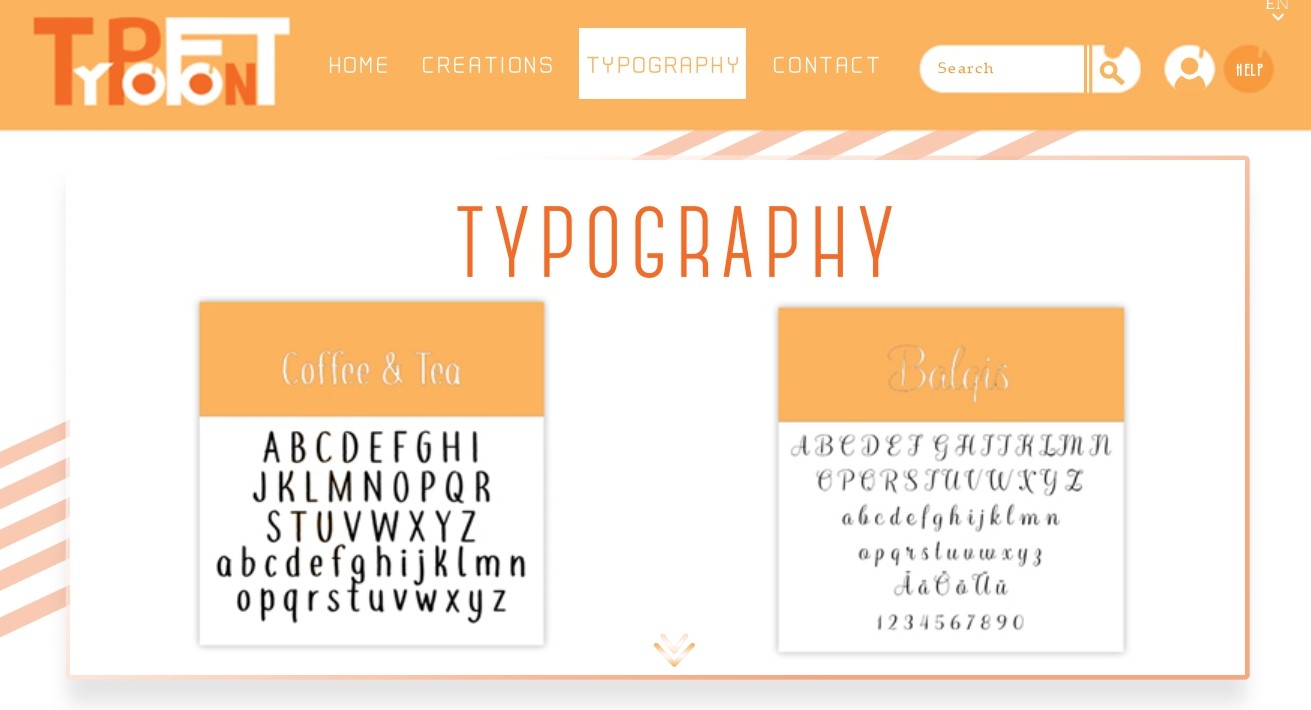 EN
TYPOFONT
HOME CREATIONS TYPOGRAPHY CONTACT Search HELP
TYPOGRAPHY
Coffee & Tea
ABCDEFGHI
JKLMNOPQR
STUVWXYZ
abcdefghijklmn
opqrstuvwxyz
Balqis
ABCDEFGHIJKLMN
OPQRSTUVWXYZ
abcdefghijklmn
opqrstuvwxyz
1234567890